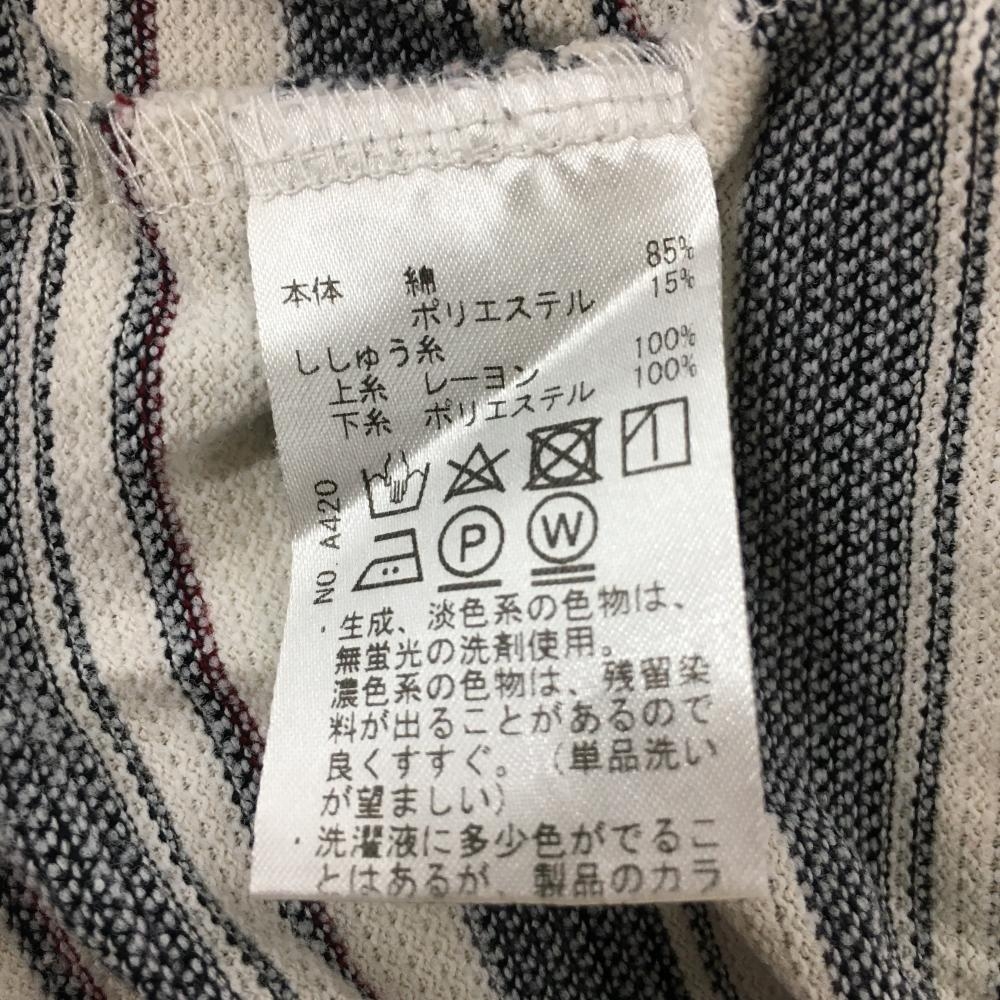 本体 綿 85%
ポリエステル 15%
ししゅう糸
上糸 レーヨン 100%
下糸 ポリエステル 100%
NO. A420
P W
・生成、淡色系の色物は、
無蛍光の洗剤使用。
濃色系の色物は、残留染
料が出ることがあるので
良くすすぐ。（単品洗い
が望ましい）
・洗濯液に多少色がでるこ
とはあるが、製品のカラ